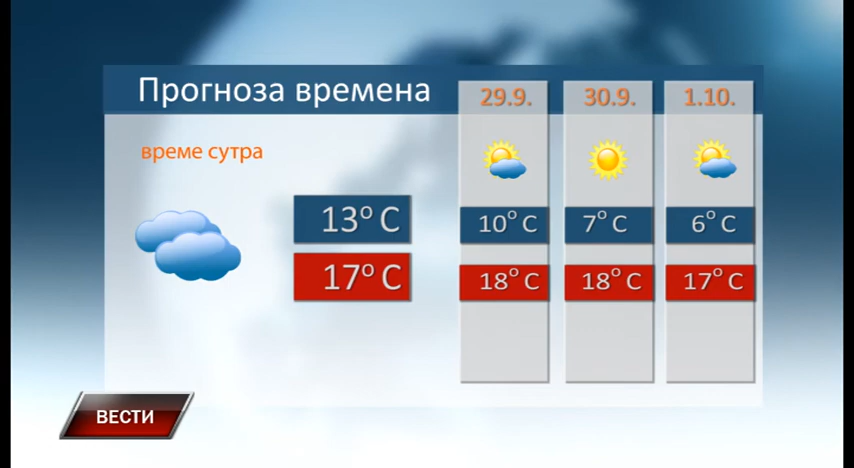 Прогноза времена
време сутра
13° C
17° C
29.9. 30.9. 1.10.
10° C 7° C 6° C
18° C 18° C 17° C
ВЕСТИ